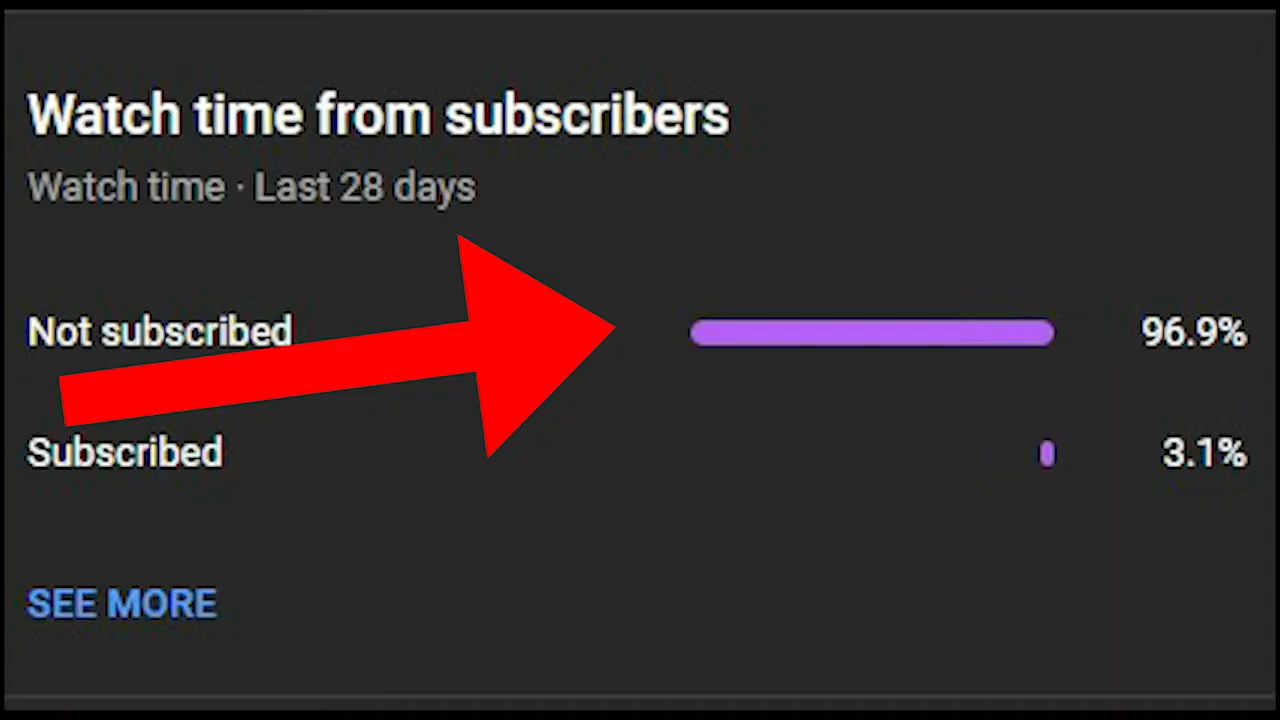 Watch time from subscribers
Watch time · Last 28 days
Not subscribed 96.9%
Subscribed 3.1%
SEE MORE